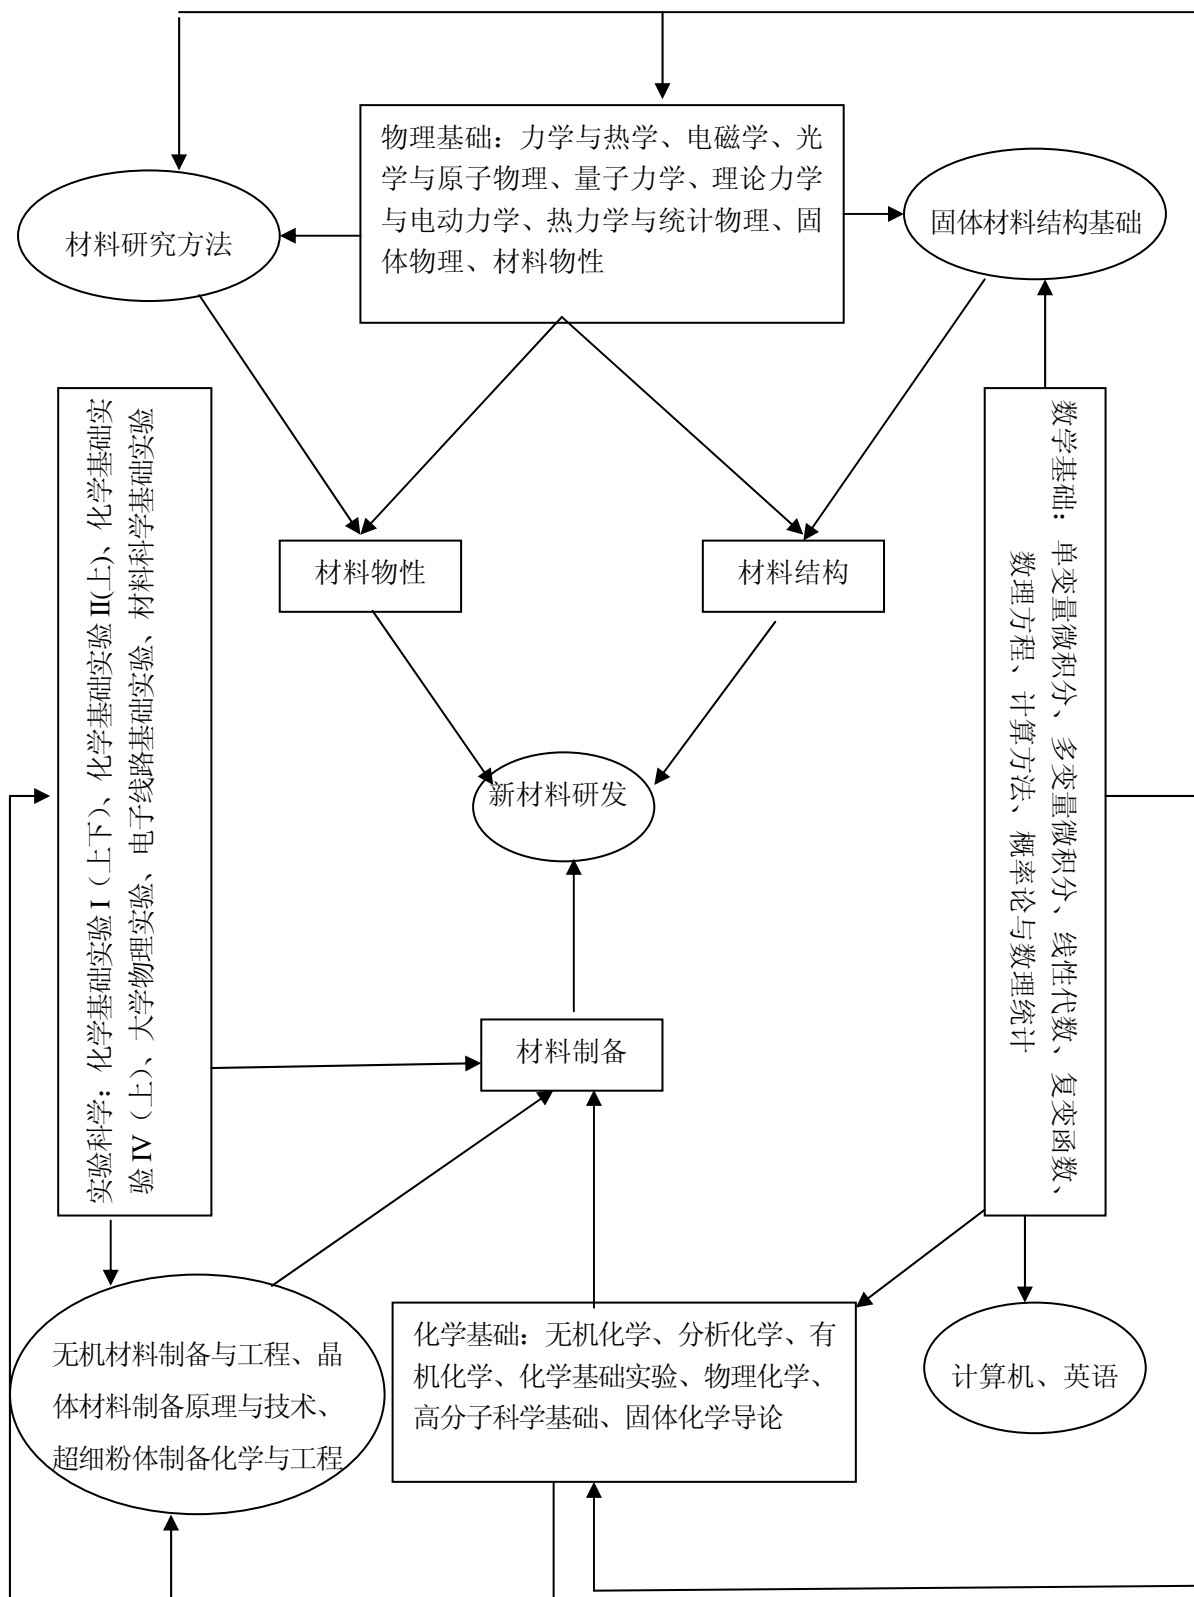 物理基础：力学与热学、电磁学、光
学与原子物理、量子力学、理论力学
与电动力学、热力学与统计物理、固
体物理、材料物性
材料研究方法
固体材料结构基础
实验科学：化学基础实验 I（上下）、化学基础实验 II(上)、化学基础实
验 IV（上）、大学物理实验、电子线路基础实验、材料科学基础实验
数学基础：单变量微积分、多变量微积分、线性代数、复变函数、
数理方程、计算方法、概率论与数理统计
材料物性
材料结构
新材料研发
材料制备
无机材料制备与工程、晶
体材料制备原理与技术、
超细粉体制备化学与工程
化学基础：无机化学、分析化学、有
机化学、化学基础实验、物理化学、
高分子科学基础、固体化学导论
计算机、英语